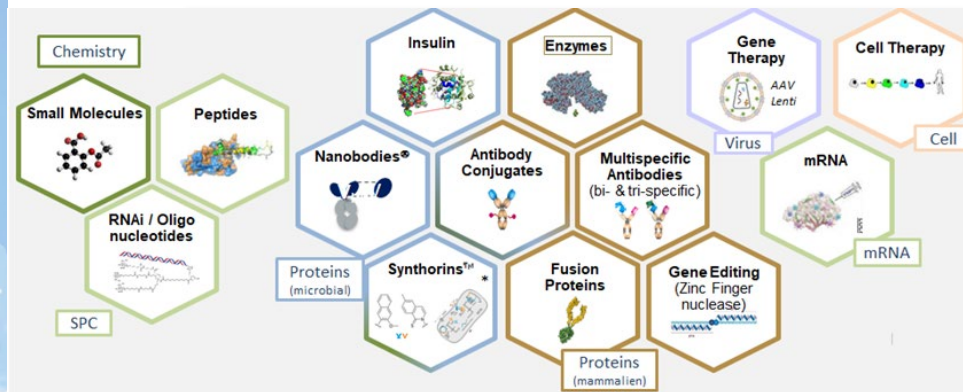 Chemistry
Small Molecules
Peptides
RNAi / Oligo
nucleotides
SPC
Insulin
Enzymes
Nanobodies®
Antibody
Conjugates
Multispecific
Antibodies
(bi- & tri-specific)
Proteins
(microbial)
Synthorins™
*
Fusion
Proteins
Gene Editing
(Zinc Finger
nuclease)
Proteins
(mammalien)
Gene
Therapy
AAV
Lenti
Virus
Cell Therapy
Cell
mRNA
mRNA